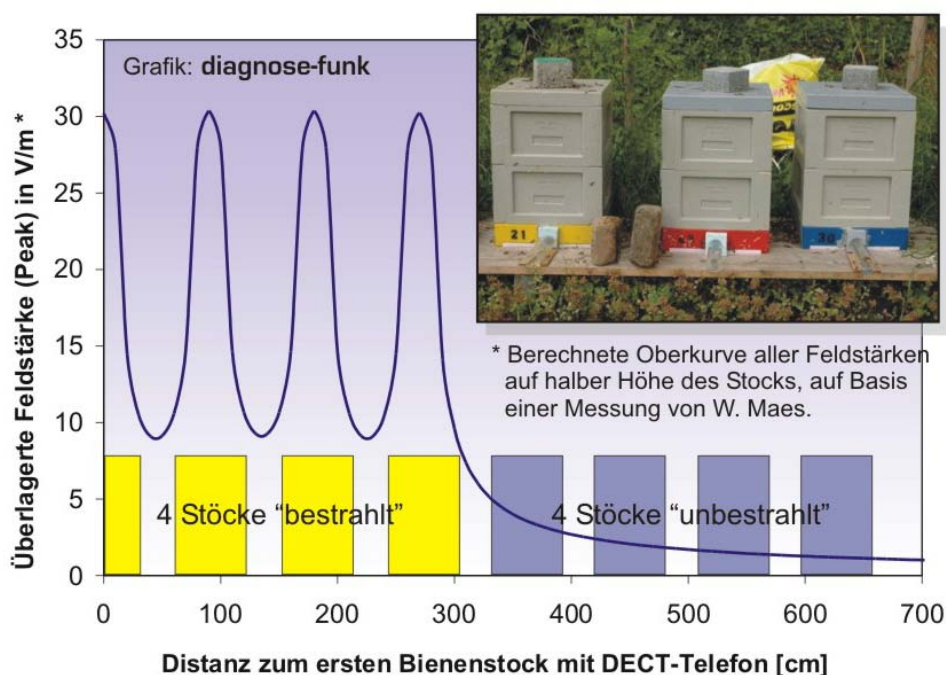 Überlagerte Feldstärke (Peak) in V/m *
35
30
25
20
15
10
5
0
Grafik: diagnose-funk
21
* Berechnete Oberkurve aller Feldstärken
auf halber Höhe des Stocks, auf Basis
einer Messung von W. Maes.
4 Stöcke “bestrahlt”
4 Stöcke “unbestrahlt”
0
100
200
300
400
500
600
700
Distanz zum ersten Bienenstock mit DECT-Telefon [cm]